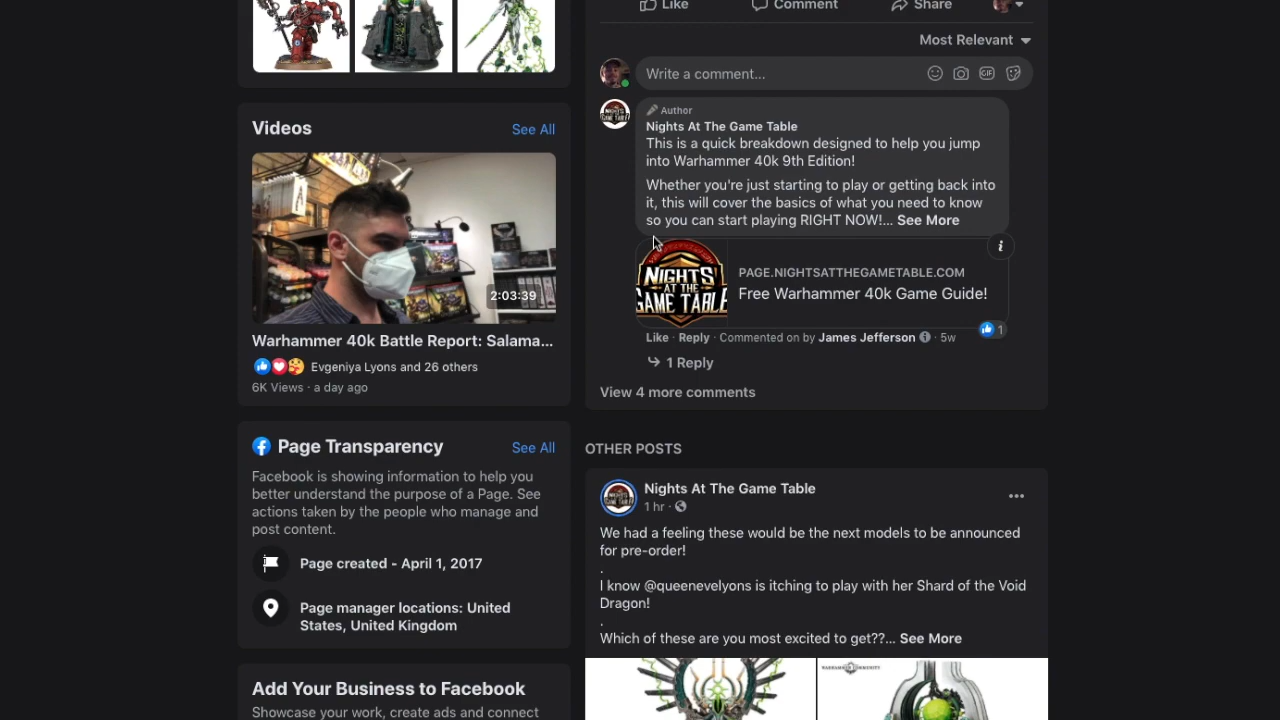 Like
Comment
Share
Most Relevant
Write a comment...
GIF
Videos
See All
2:03:39
Warhammer 40k Battle Report: Salama...
Evgeniya Lyons and 26 others
6K Views · a day ago
Author
Nights At The Game Table
This is a quick breakdown designed to help you jump
into Warhammer 40k 9th Edition!
Whether you're just starting to play or getting back into
it, this will cover the basics of what you need to know
so you can start playing RIGHT NOW!... See More
NIGHTS
AT THE
GAME TABLE
PAGE.NIGHTSATTHEGAMETABLE.COM
Free Warhammer 40k Game Guide!
1
Like · Reply · Commented on by James Jefferson · 5w
1 Reply
View 4 more comments
Page Transparency
See All
Facebook is showing information to help you
better understand the purpose of a Page. See
actions taken by the people who manage and
post content.
Page created - April 1, 2017
Page manager locations: United
States, United Kingdom
Add Your Business to Facebook
Showcase your work, create ads and connect
OTHER POSTS
Nights At The Game Table
1 hr ·
We had a feeling these would be the next models to be announced
for pre-order!
.
I know @queenevelyons is itching to play with her Shard of the Void
Dragon!
.
Which of these are you most excited to get??... See More
WARHAMMER COMMUNITY